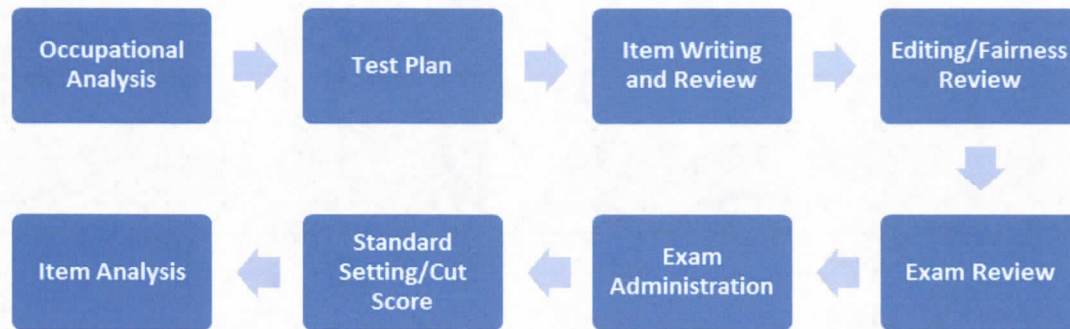 Occupational
Analysis
Test Plan
Item Writing
and Review
Editing/Fairness
Review
Exam Review
Exam
Administration
Standard
Setting/Cut
Score
Item Analysis